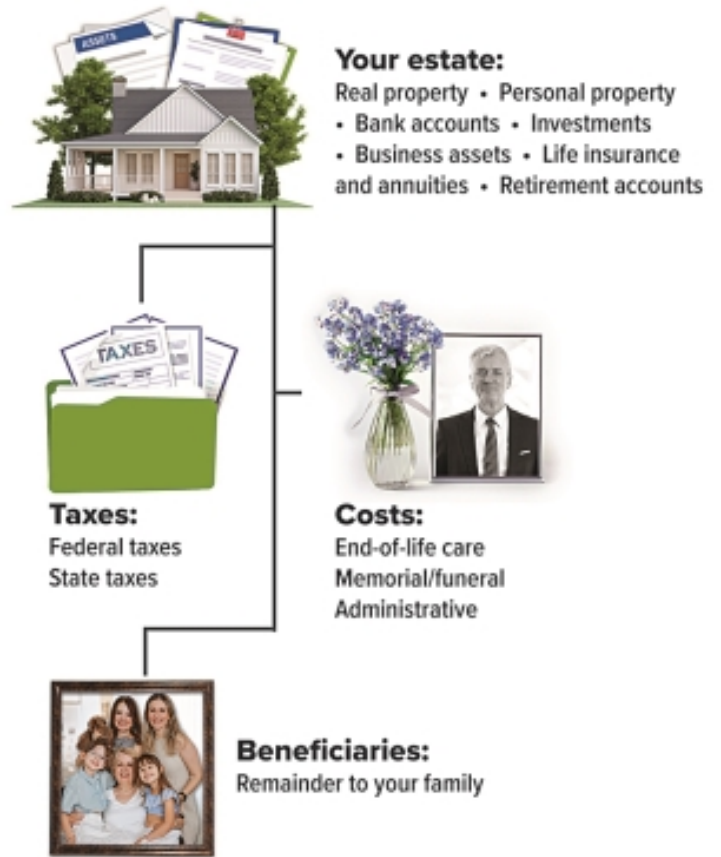 ASSETS
Your estate:
Real property • Personal property
• Bank accounts • Investments
• Business assets • Life insurance
and annuities • Retirement accounts
TAXES
Taxes:
Federal taxes
State taxes
Costs:
End-of-life care
Memorial/funeral
Administrative
Beneficiaries:
Remainder to your family